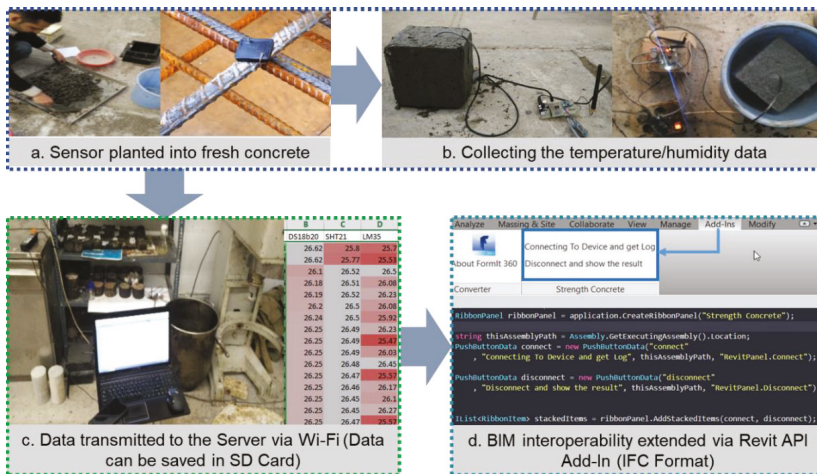 a. Sensor planted into fresh concrete
b. Collecting the temperature/humidity data
B C D
DS18b20 SHT21 LM35
26.62 25.8 25.7
26.62 25.77 25.53
26.1 26.52 26.5
26.18 26.51 26.08
26.19 26.52 26.23
26.2 26.5 26.08
26.24 26.5 25.92
26.25 26.49 26.23
26.25 26.49 25.47
26.25 26.49 26.03
26.25 26.48 26.45
26.25 26.47 25.57
26.25 26.46 26.17
26.25 26.45 26.1
26.25 26.45 26.27
26.25 26.47 25.57
c. Data transmitted to the Server via Wi-Fi (Data
can be saved in SD Card)
Analyze Massing & Site Collaborate View Manage Add-Ins Modify
Connecting To Device and get Log
About FormIt 360
Disconnect and show the result
Converter Strength Concrete
RibbonPanel ribbonPanel = application.CreateRibbonPanel("Strength Concrete");
string thisAssemblyPath = Assembly.GetExecutingAssembly().Location;
PushButtonData connect = new PushButtonData("connect"
, "Connecting To Device and get Log", thisAssemblyPath, "RevitPanel.Connect");
PushButtonData disconnect = new PushButtonData("disconnect"
, "Disconnect and show the result", thisAssemblyPath, "RevitPanel.Disconnect")
IList<RibbonItem> stackedItems = ribbonPanel.AddStackedItems(connect, disconnect);
d. BIM interoperability extended via Revit API
Add-In (IFC Format)